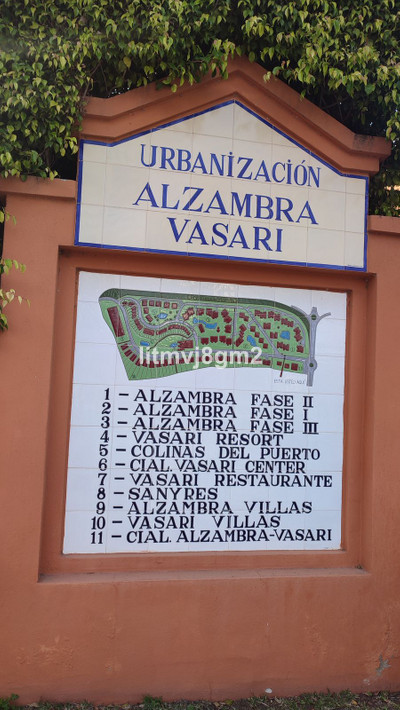 URBANIZACIÓN
ALZAMBRA
VASARI
litmvj8gm2
1 - ALZAMBRA FASE II
2 - ALZAMBRA FASE I
3 - ALZAMBRA FASE III
4 - VASARI RESORT
5 - COLINAS DEL PUERTO
6 - CIAL. VASARI CENTER
7 - VASARI RESTAURANTE
8 - SANYRES
9 - ALZAMBRA VILLAS
10 - VASARI VILLAS
11 - CIAL. ALZAMBRA-VASARI